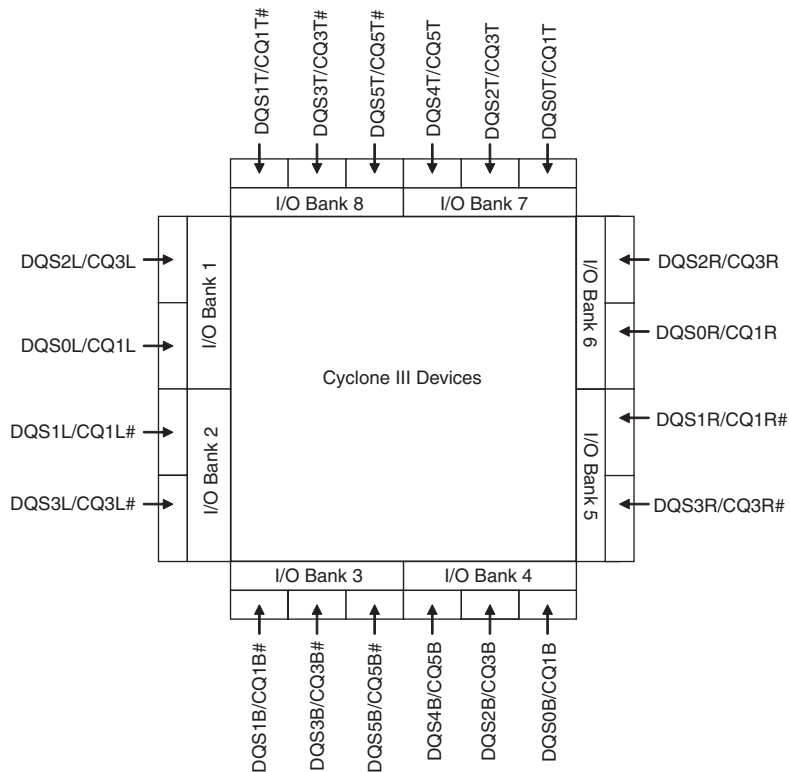 DQS1T/CQ1T#
DQS3T/CQ3T#
DQS5T/CQ5T#
DQS4T/CQ5T
DQS2T/CQ3T
DQS0T/CQ1T
I/O Bank 8
I/O Bank 7
DQS2L/CQ3L
DQS0L/CQ1L
DQS1L/CQ1L#
DQS3L/CQ3L#
I/O Bank 1
I/O Bank 2
Cyclone III Devices
I/O Bank 6
I/O Bank 5
DQS2R/CQ3R
DQS0R/CQ1R
DQS1R/CQ1R#
DQS3R/CQ3R#
I/O Bank 3
I/O Bank 4
DQS1B/CQ1B#
DQS3B/CQ3B#
DQS5B/CQ5B#
DQS4B/CQ5B
DQS2B/CQ3B
DQS0B/CQ1B